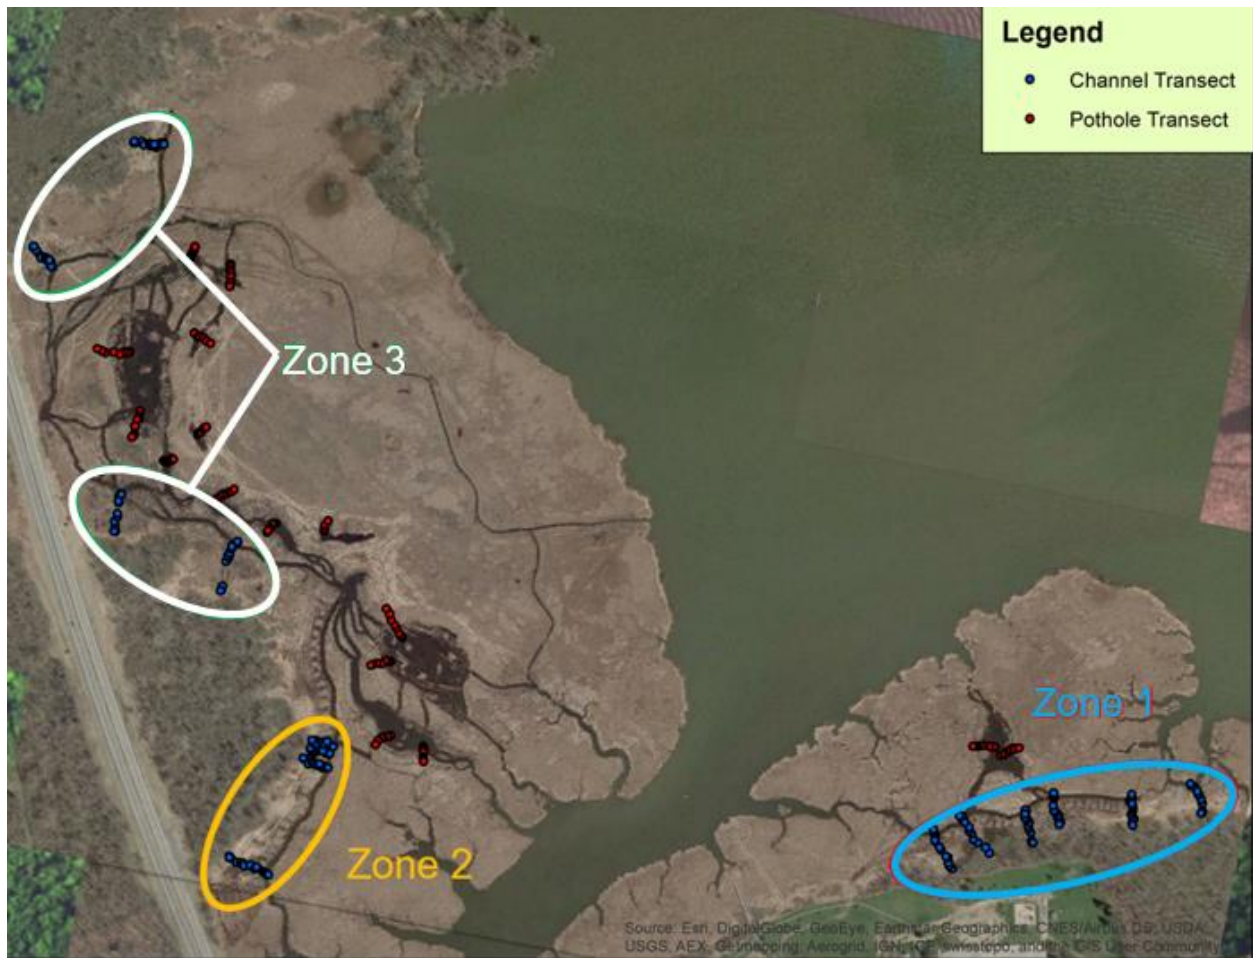 Legend
Channel Transect
Pothole Transect
Zone 3
Zone 1
Zone 2
Source: Esri, DigitalGlobe, GeoEye, Earthstar Geographics, CNES/Airbus DS, USDA,
USGS, AEX, Getmapping, Aerogrid, IGN, IGP, swisstopo, and the GIS User Community